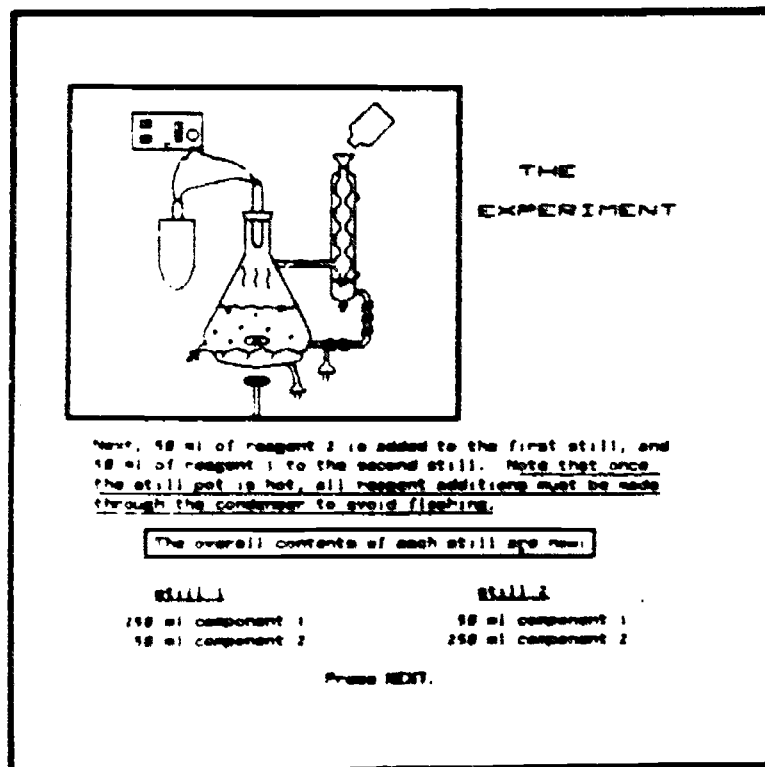 THE
EXPERIMENT
Next, 50 ml of reagent 2 is added to the first still, and
50 ml of reagent 1 to the second still. Note that once
the still pot is hot, all reagent additions must be made
through the condenser to avoid flashing.
The overall contents of each still are now:
still 1
still 2
250 ml component 1
50 ml component 1
50 ml component 2
250 ml component 2
Press NEXT.